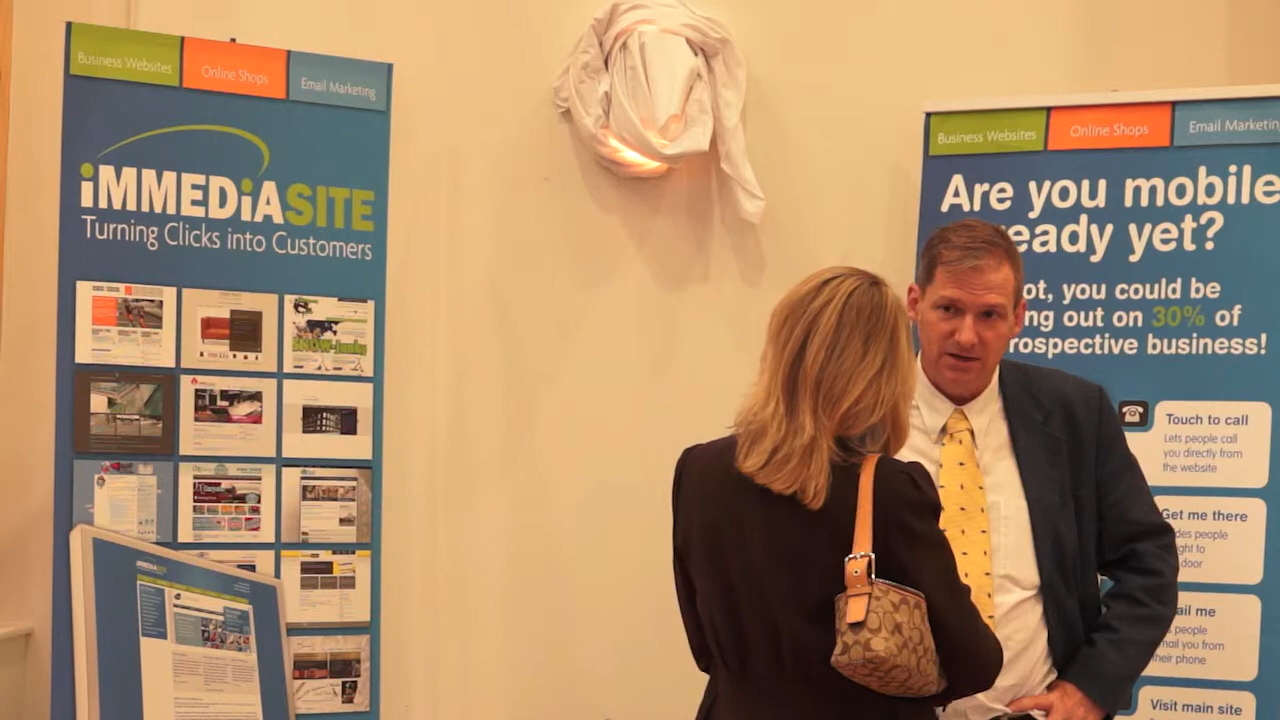 Business Websites
Online Shops
Email Marketing
iMMEDiASITE
Turning Clicks into Customers
SNOW-Junky
iMMEDiASITE
Business Websites
Online Shops
Email Marketin
Are you mobile
eady yet?
ot, you could be
ng out on 30% of
rospective business!
Touch to call
Lets people call
you directly from
the website
Get me there
des people
ght to
door
ail me
s people
mail you from
their phone
Visit main site